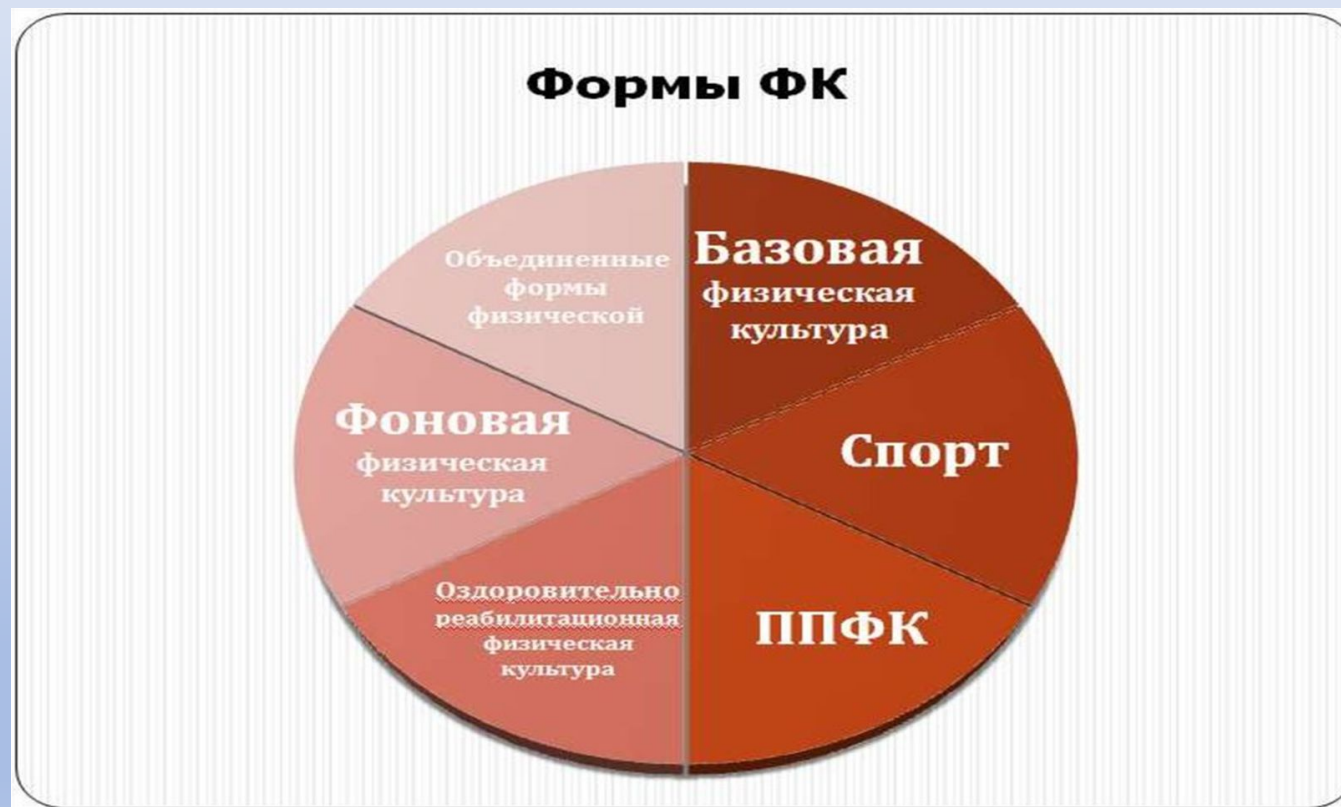 Формы ФК
Объединенные
формы
физической
Базовая
физическая
культура
Фоновая
физическая
культура
Спорт
Оздоровительно
реабилитационная
физическая
культура
ППФК